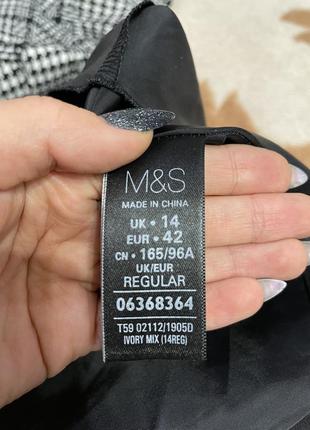 M&S
MADE IN CHINA
UK • 14
EUR • 42
CN • 165/96A
UK/EUR
REGULAR
06368364
T59 02112/1905D
IVORY MIX (14REG)